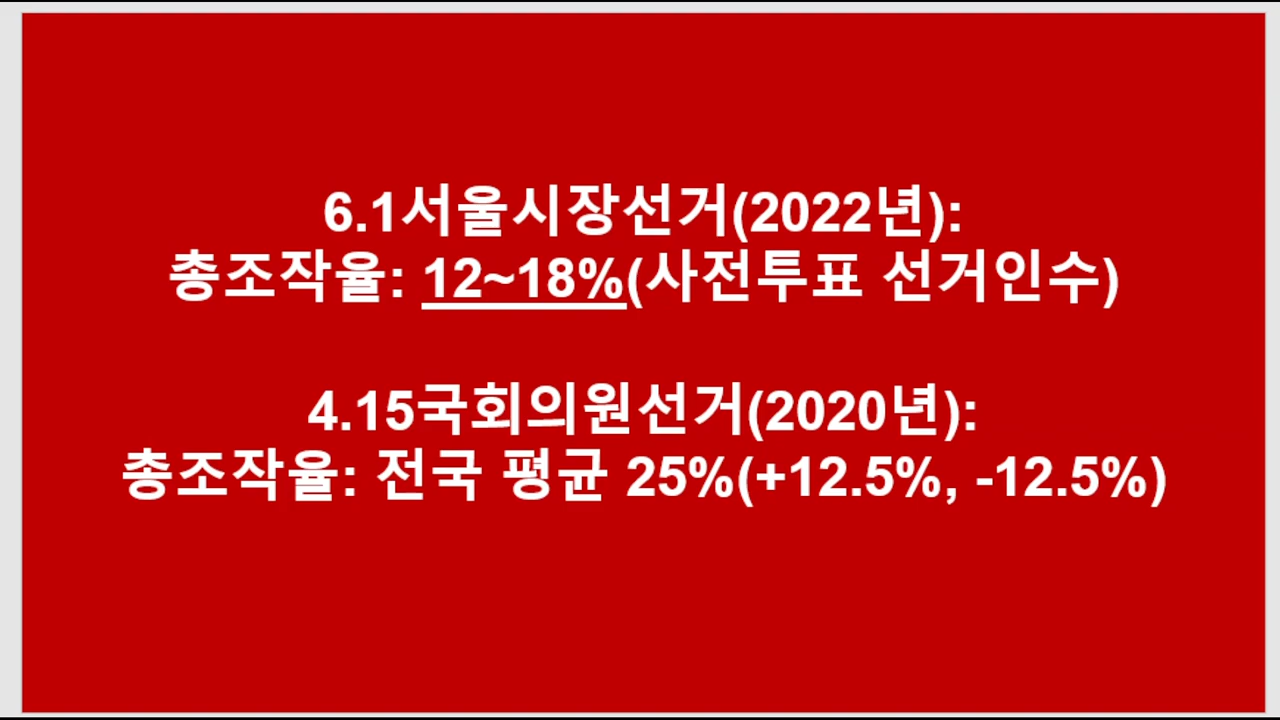 6.1서울시장선거(2022년):
총조작율: 12~18%(사전투표 선거인수)
4.15국회의원선거(2020년):
총조작율: 전국 평균 25%(+12.5%, -12.5%)